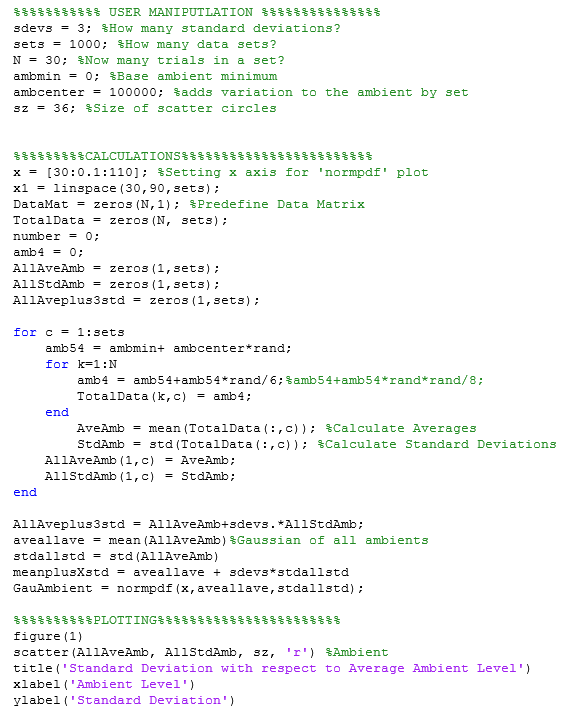 %%%%%%%%%%% USER MANIPUTLATION %%%%%%%%%%%%%%%
sdevs = 3; %How many standard deviations?
sets = 1000; %How many data sets?
N = 30; %Now many trials in a set?
ambmin = 0; %Base ambient minimum
ambcenter = 100000; %adds variation to the ambient by set
sz = 36; %Size of scatter circles
%%%%%%%%%CALCULATIONS%%%%%%%%%%%%%%%%%%%%%%%%
x = [30:0.1:110]; %Setting x axis for 'normpdf' plot
x1 = linspace(30,90,sets);
DataMat = zeros(N,1); %Predefine Data Matrix
TotalData = zeros(N, sets);
number = 0;
amb4 = 0;
AllAveAmb = zeros(1,sets);
AllStdAmb = zeros(1,sets);
AllAveplus3std = zeros(1,sets);
for c = 1:sets
    amb54 = ambmin+ ambcenter*rand;
    for k=1:N
        amb4 = amb54+amb54*rand/6;%amb54+amb54*rand*rand/8;
        TotalData(k,c) = amb4;
    end
        AveAmb = mean(TotalData(:,c)); %Calculate Averages
        StdAmb = std(TotalData(:,c)); %Calculate Standard Deviations
    AllAveAmb(1,c) = AveAmb;
    AllStdAmb(1,c) = StdAmb;
end
AllAveplus3std = AllAveAmb+sdevs.*AllStdAmb;
aveallave = mean(AllAveAmb)%Gaussian of all ambients
stdallstd = std(AllAveAmb)
meanplusXstd = aveallave + sdevs*stdallstd
GauAmbient = normpdf(x,aveallave,stdallstd);
%%%%%%%%%%PLOTTING%%%%%%%%%%%%%%%%%%%%%%%
figure(1)
scatter(AllAveAmb, AllStdAmb, sz, 'r') %Ambient
title('Standard Deviation with respect to Average Ambient Level')
xlabel('Ambient Level')
ylabel('Standard Deviation')